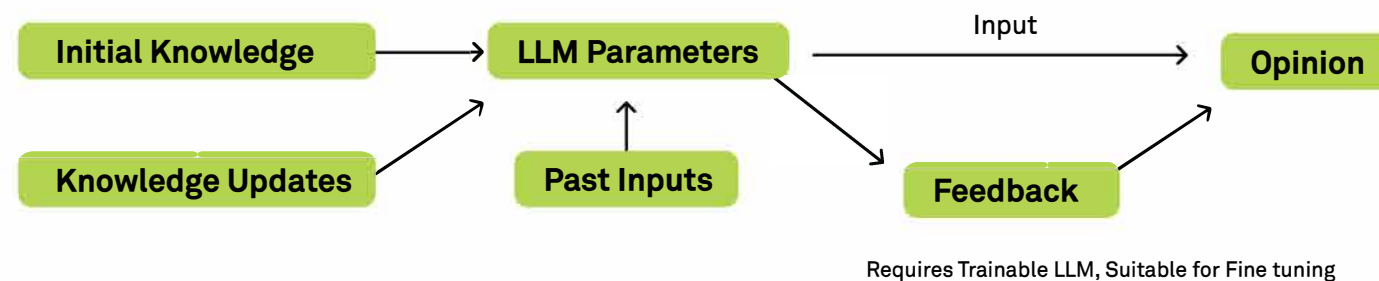 Input
Initial Knowledge
LLM Parameters
Opinion
Knowledge Updates
Past Inputs
Feedback
Requires Trainable LLM, Suitable for Fine tuning